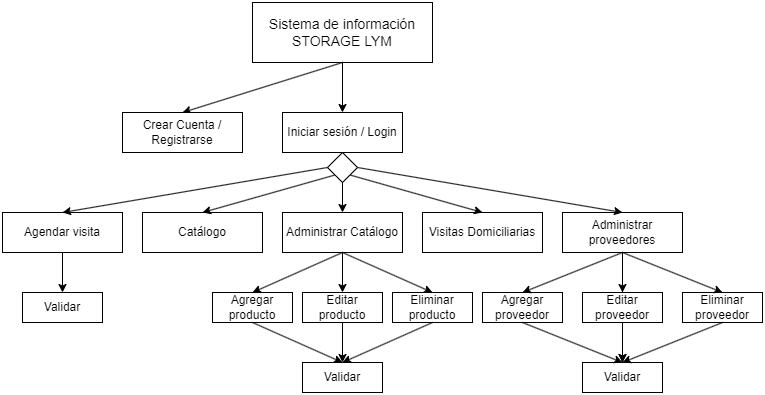 Sistema de información
STORAGE LYM
Crear Cuenta /
Registrarse
Iniciar sesión / Login
Agendar visita
Catálogo
Administrar Catálogo
Visitas Domiciliarias
Administrar
proveedores
Validar
Agregar
producto
Editar
producto
Eliminar
producto
Agregar
proveedor
Editar
proveedor
Eliminar
proveedor
Validar
Validar